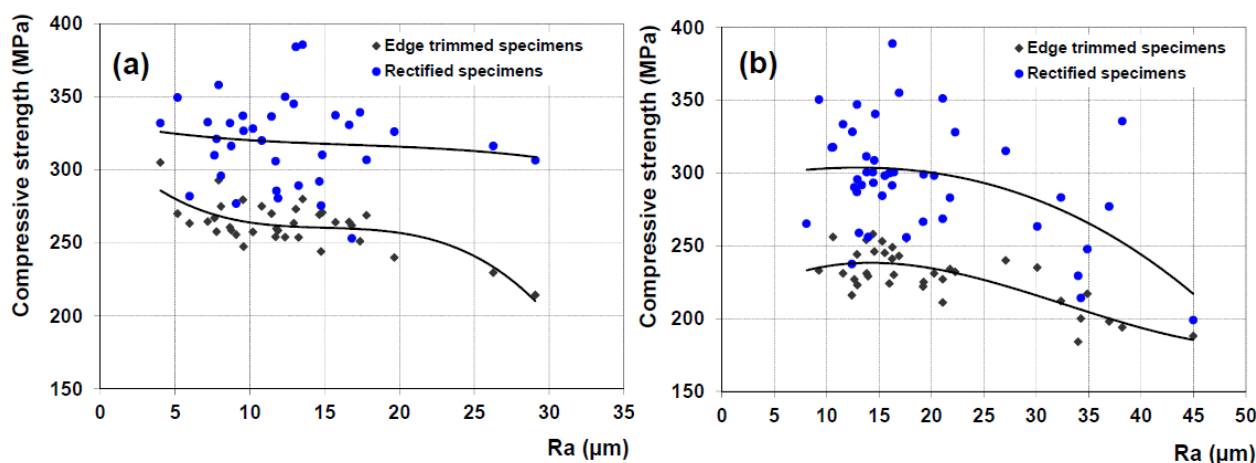 400
350
300
250
200
150
Compressive strength (MPa)
(a)
Edge trimmed specimens
Rectified specimens
0 5 10 15 20 25 30 35
Ra (µm)
400
350
300
250
200
150
Compressive strength (MPa)
(b)
Edge trimmed specimens
Rectified specimens
0 5 10 15 20 25 30 35 40 45 50
Ra (µm)